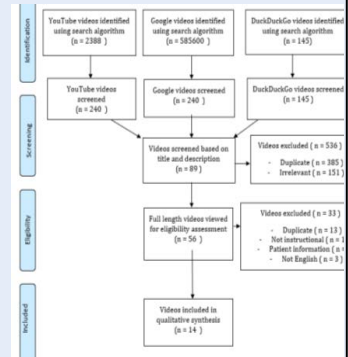 Identification
YouTube videos identified
using search algorithm
(n = 2388 )
Google videos identified
using search algorithm
(n = 585600 )
DuckDuckGo videos identified
using search algorithm
(n = 145)
Screening
YouTube videos
screened
(n = 240 )
Google videos screened
(n = 240 )
DuckDuckGo videos screened
(n = 145 )
Videos screened based on
title and description
(n = 89)
Videos excluded ( n = 536)
- Duplicate ( n = 385)
- Irrelevant ( n = 151)
Eligibility
Full length videos viewed
for eligibility assessment
(n = 56
Videos excluded ( n = 33)
- Duplicate ( n = 13)
- Not instructional ( n = 1
- Patient information ( n =
- Not English ( n = 3 )
Included
Videos included in
qualitative synthesis
(n = 14 )